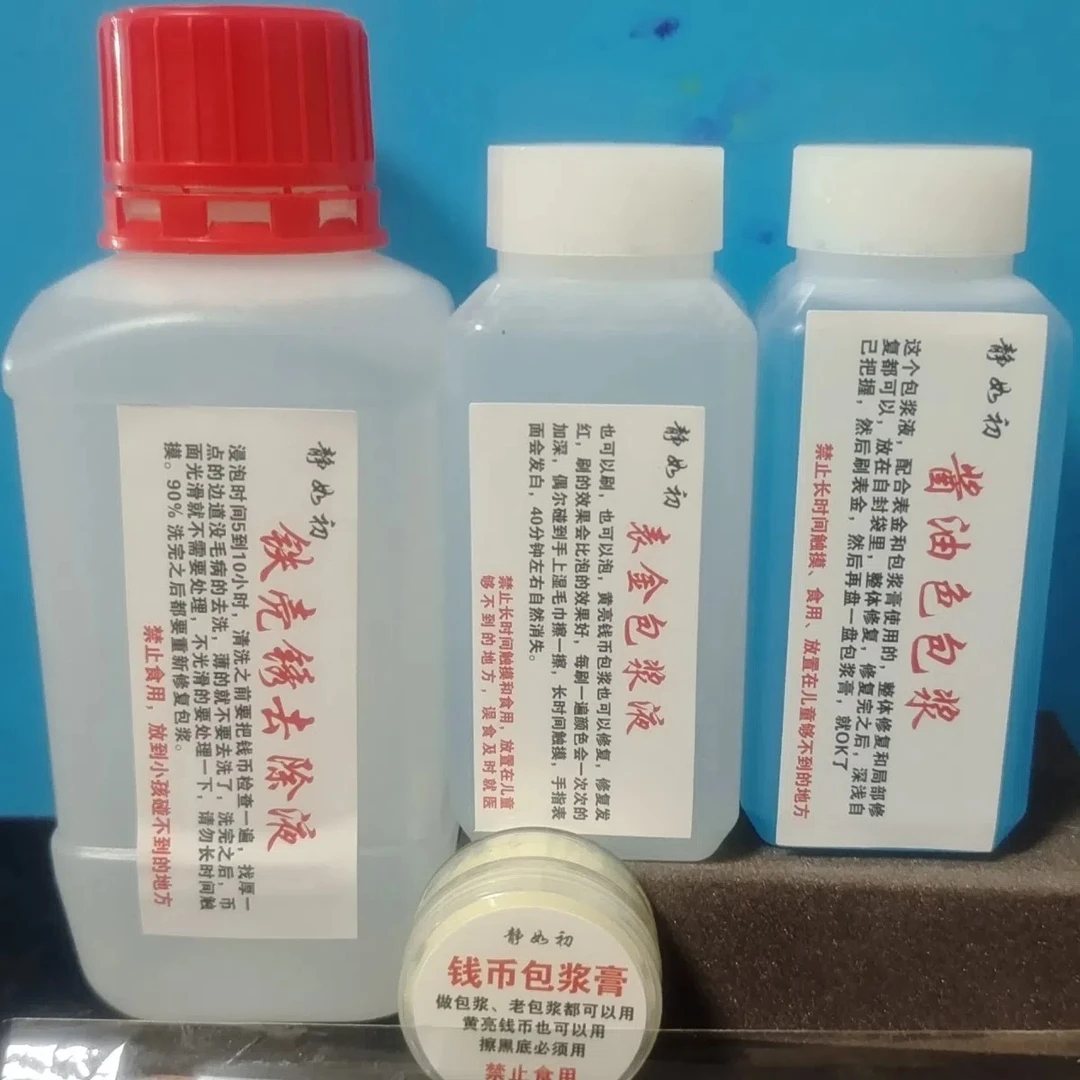 静如初
铁壳锈去除液
浸泡时间5到10小时，清洗之前要把钱币检查一遍，找厚一
点的边道没毛病的去洗，薄的就不要去洗了，洗完之后，币
面光滑就不需要处理，不光滑的要处理一下，请勿长时间触
摸。90%洗完之后都要重新修复包浆。
禁止食用，放到小孩碰不到的地方
静如初
表金包浆液
也可以刷，也可以泡，黄亮钱币包浆也可以修复，修复发
红，刷的效果会比泡的效果好，每刷一遍颜色会一次次的
加深，偶尔碰到手上湿毛巾擦一擦，长时间触摸，手指表
面会发白，40分钟左右自然消失。
禁止长时间触摸和食用，放置在儿童
够不到的地方，误食及时就医
静如初
酱油色包浆
这个包浆液，配合表金和包浆膏使用的，整体修复和局部修
复都可以，放在自封袋里，整体修复，修复完之后，深浅自
已把握，然后刷表金，然后再盘一盘包浆膏，就OK了
禁止长时间触摸、食用、放置在儿童够不到的地方
静如初
钱币包浆膏
做包浆、老包浆都可以用
黄亮钱币也可以用
擦黑底必须用
禁止食用